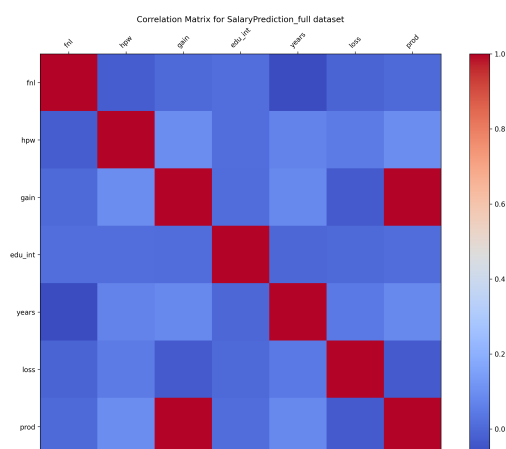 Correlation Matrix for SalaryPrediction_full dataset
fnl hpw gain edu_int years loss prod
fnl
hpw
gain
edu_int
years
loss
prod
1.0
0.8
0.6
0.4
0.2
0.0